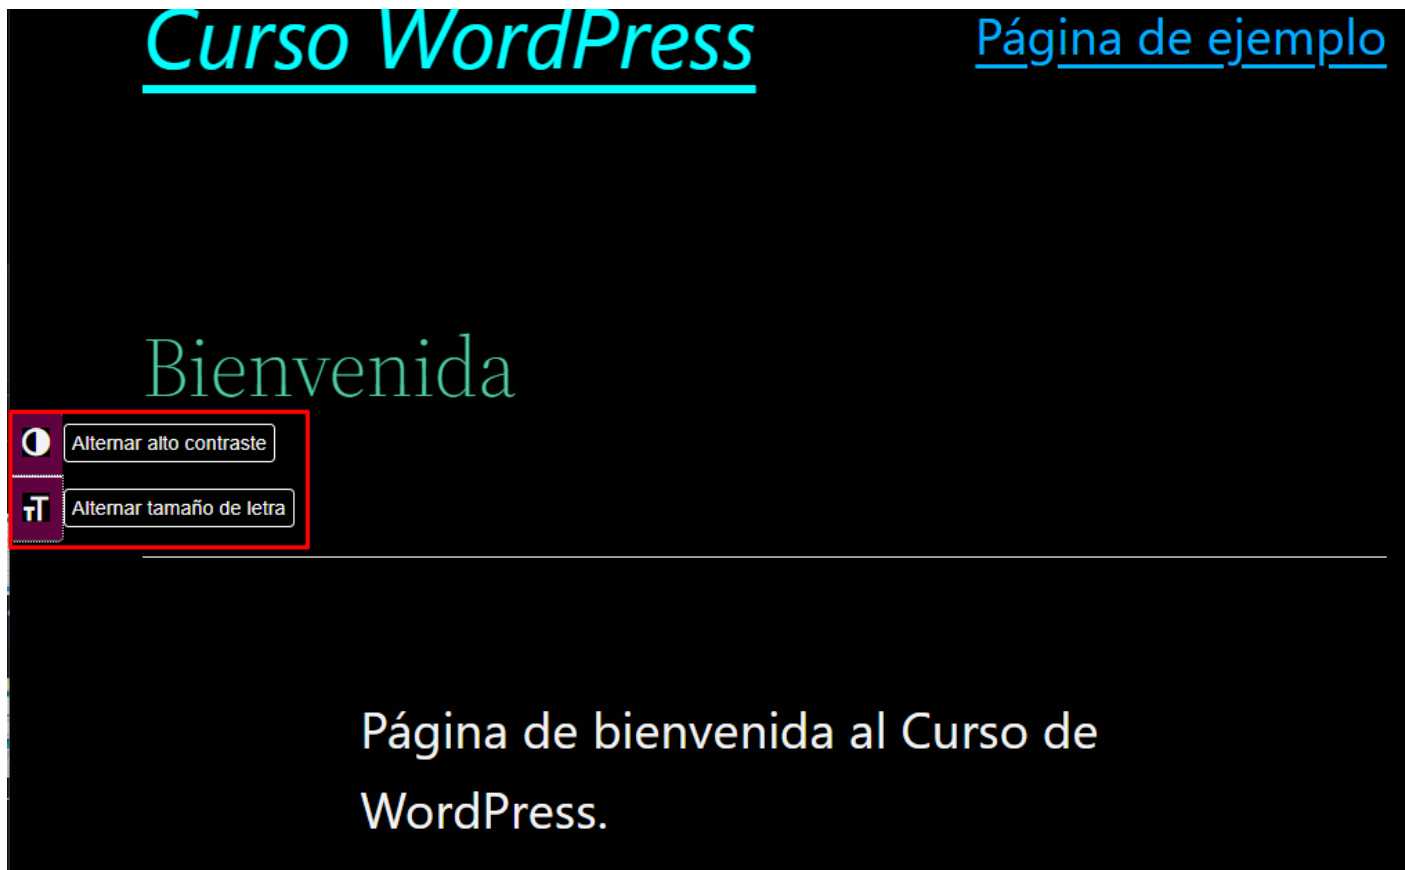 Curso WordPress
Página de ejemplo
Bienvenida
Alternar alto contraste
Alternar tamaño de letra
Página de bienvenida al Curso de
WordPress.